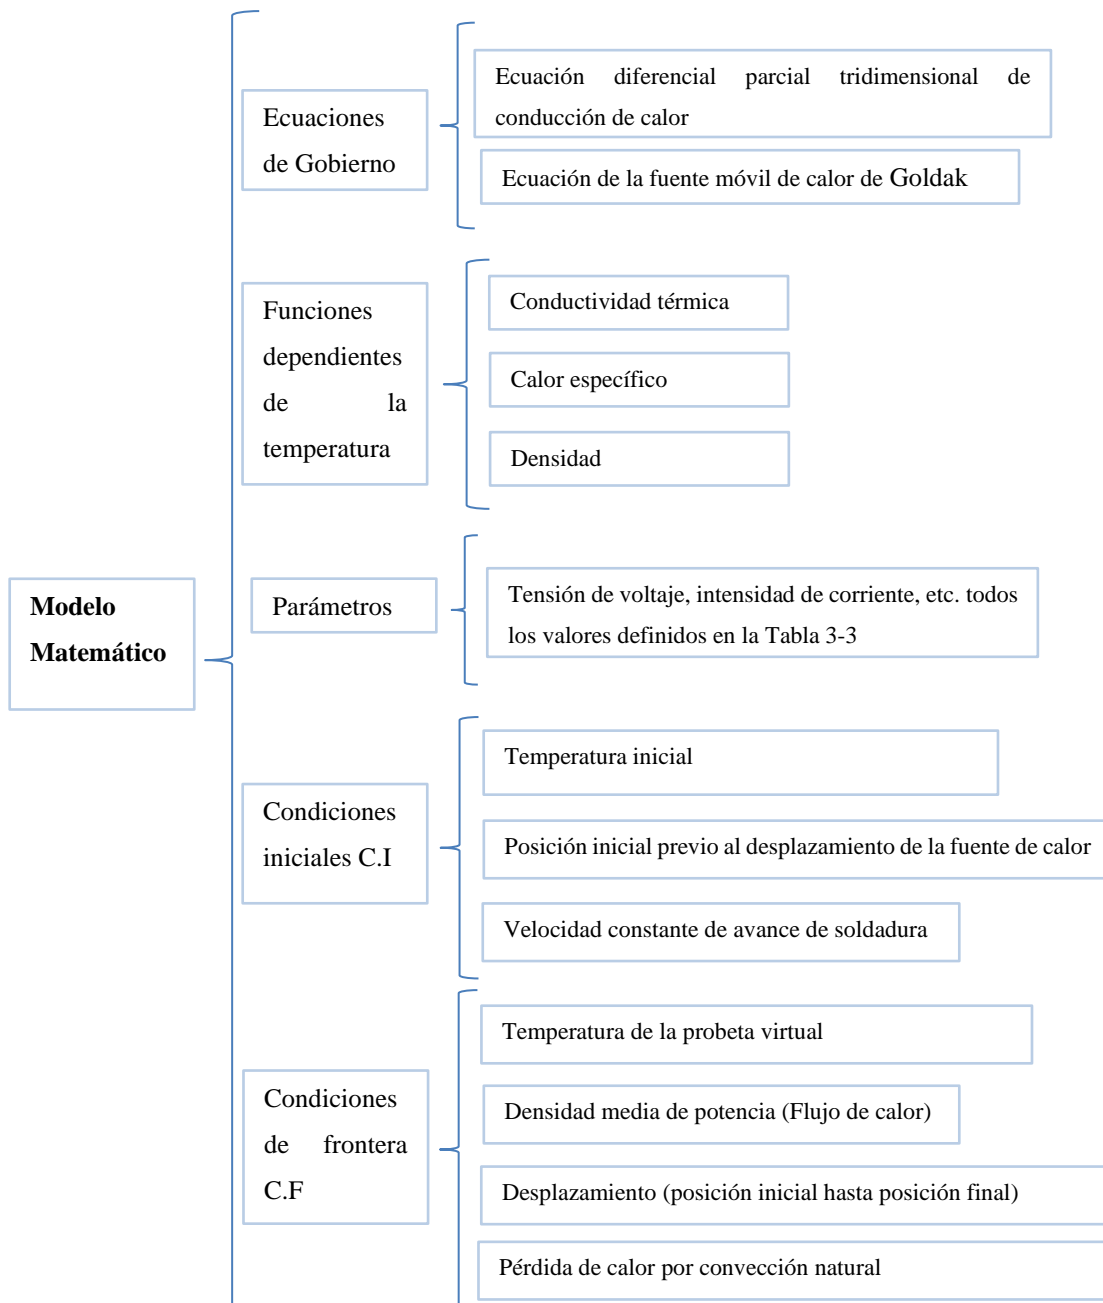 Modelo
Matemático
Ecuaciones
de Gobierno
Ecuación diferencial parcial tridimensional de
conducción de calor
Ecuación de la fuente móvil de calor de Goldak
Funciones
dependientes
de la
temperatura
Conductividad térmica
Calor específico
Densidad
Parámetros
Tensión de voltaje, intensidad de corriente, etc. todos
los valores definidos en la Tabla 3-3
Condiciones
iniciales C.I
Temperatura inicial
Posición inicial previo al desplazamiento de la fuente de calor
Velocidad constante de avance de soldadura
Condiciones
de frontera
C.F
Temperatura de la probeta virtual
Densidad media de potencia (Flujo de calor)
Desplazamiento (posición inicial hasta posición final)
Pérdida de calor por convección natural